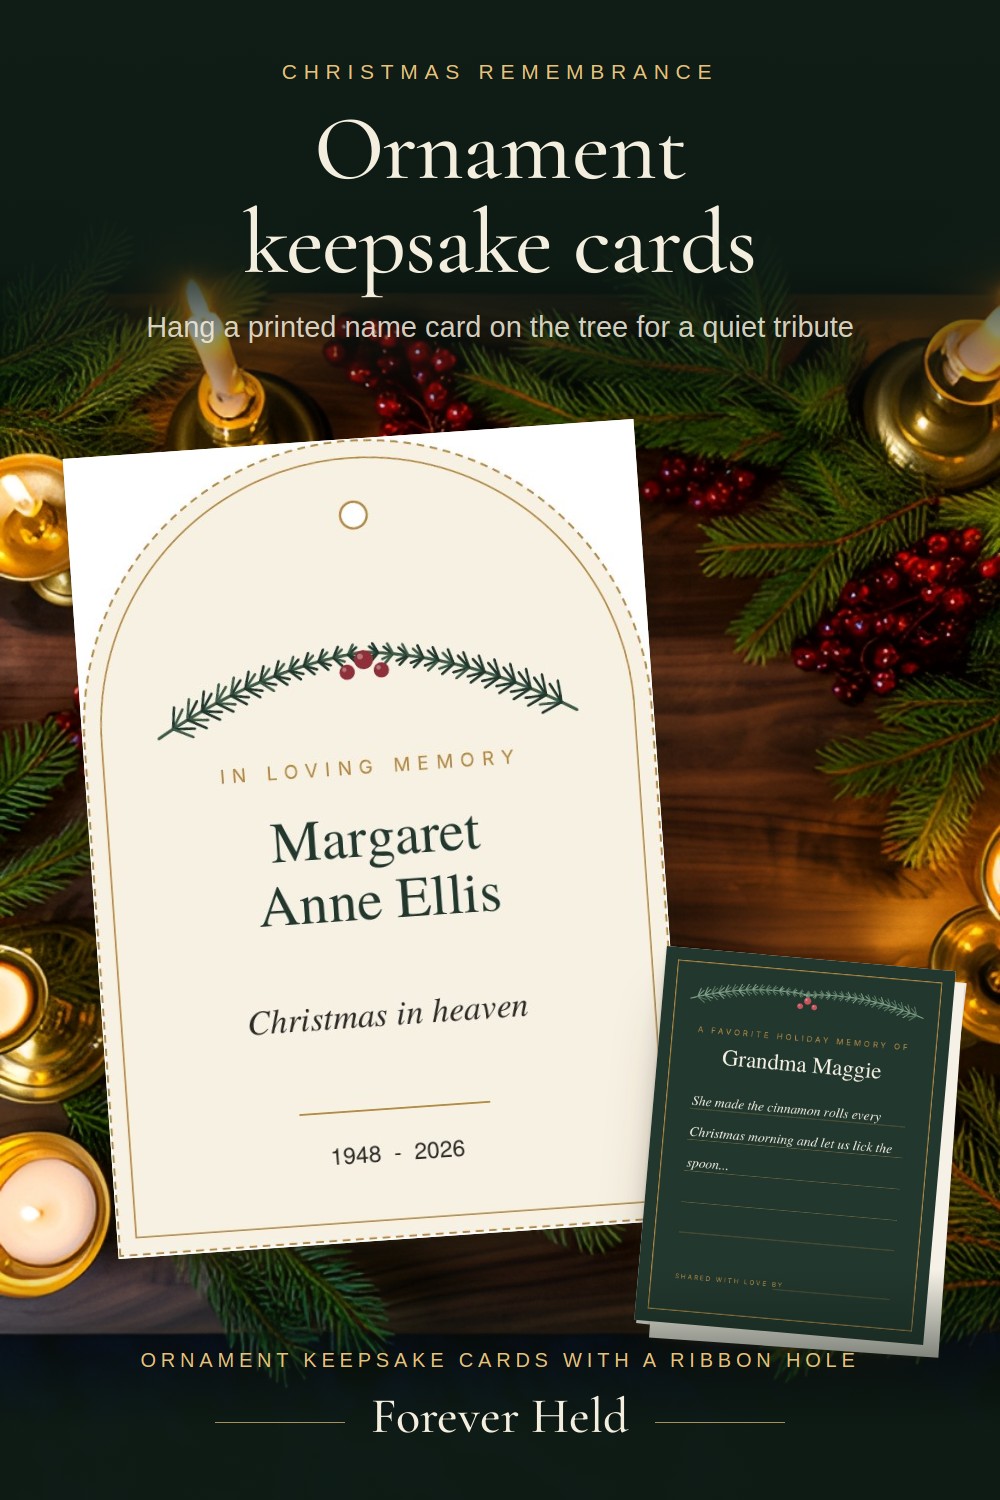 CHRISTMAS REMEMBRANCE
Ornament
keepsake cards
Hang a printed name card on the tree for a quiet tribute
IN LOVING MEMORY
Margaret
Anne Ellis
Christmas in heaven
1948 - 2026
A FAVORITE HOLIDAY MEMORY OF
Grandma Maggie
She made the cinnamon rolls every
Christmas morning and let us lick the
spoon...
SHARED WITH LOVE BY
ORNAMENT KEEPSAKE CARDS WITH A RIBBON HOLE
Forever Held